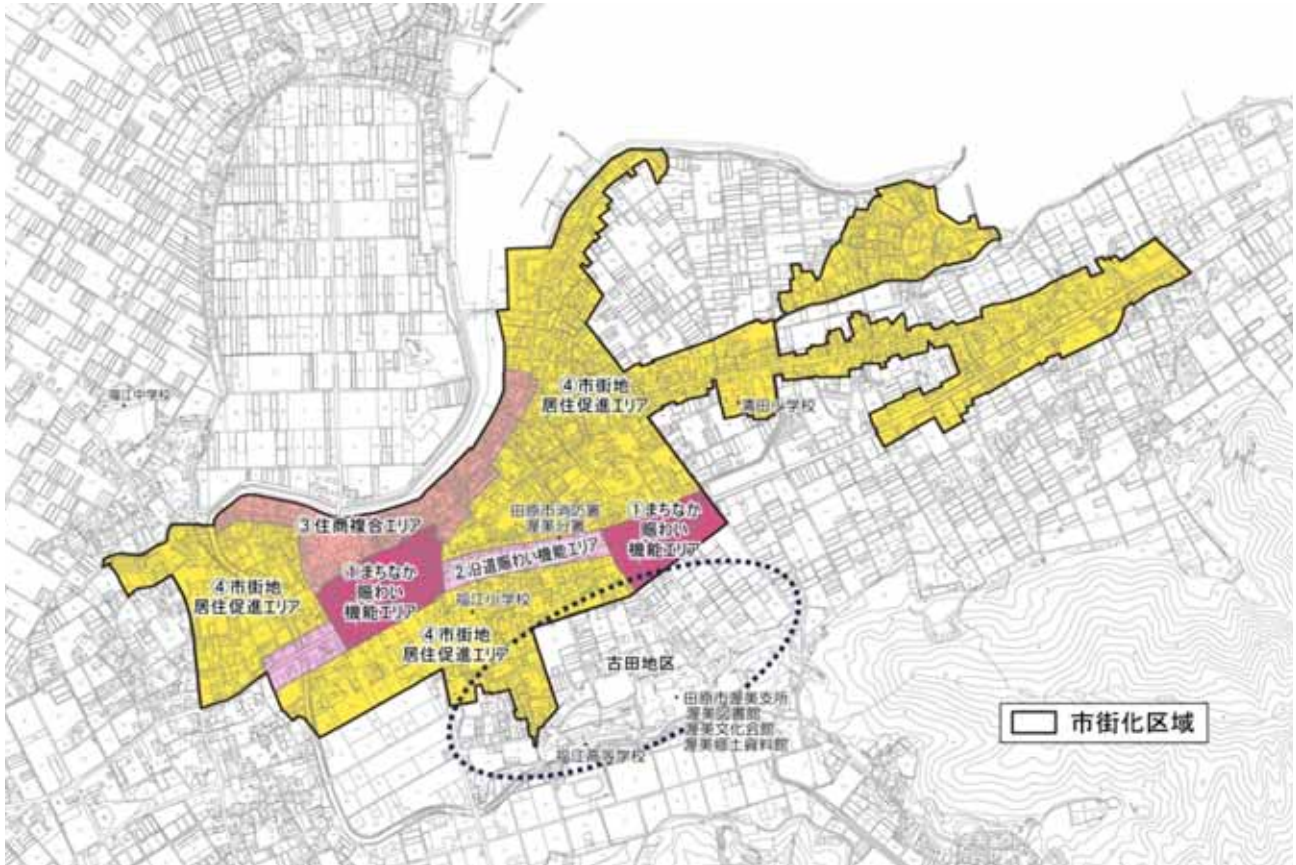 福江中学校
④市街地
居住促進エリア
清田小学校
田原市消防署
渥美分署
①まちなか
賑わい
機能エリア
③住商複合エリア
②沿道賑わい機能エリア
①まちなか
賑わい
機能エリア
④市街地
居住促進エリア
福江小学校
④市街地
居住促進エリア
古田地区
田原市渥美支所
渥美図書館
渥美文化会館
渥美郷土資料館
福江高等学校
市街化区域